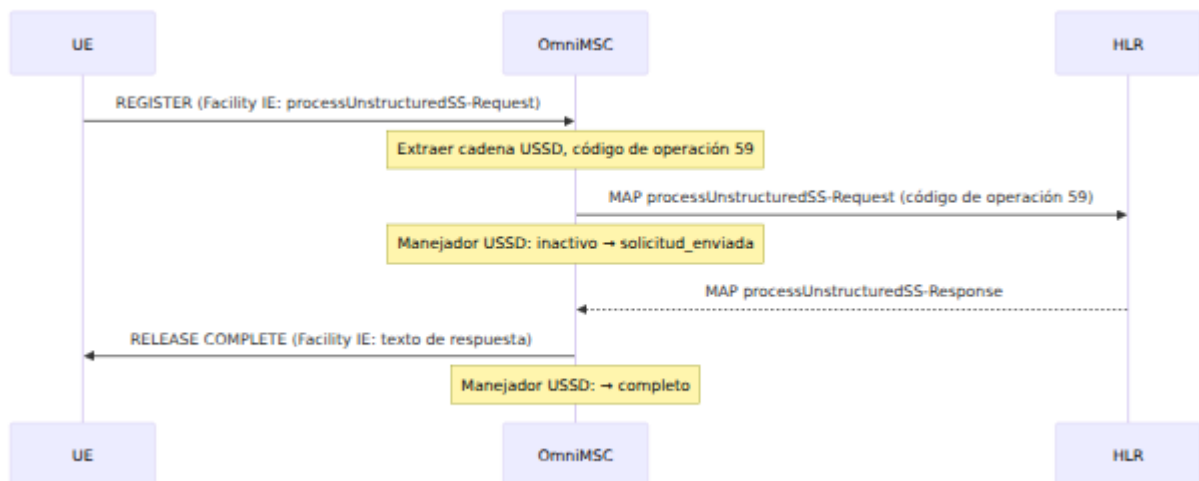 UE OmniMSC HLR
REGISTER (Facility IE: processUnstructuredSS-Request)
Extraer cadena USSD, código de operación 59
MAP processUnstructuredSS-Request (código de operación 59)
Manejador USSD: inactivo → solicitud_enviada
MAP processUnstructuredSS-Response
RELEASE COMPLETE (Facility IE: texto de respuesta)
Manejador USSD: → completo
UE OmniMSC HLR